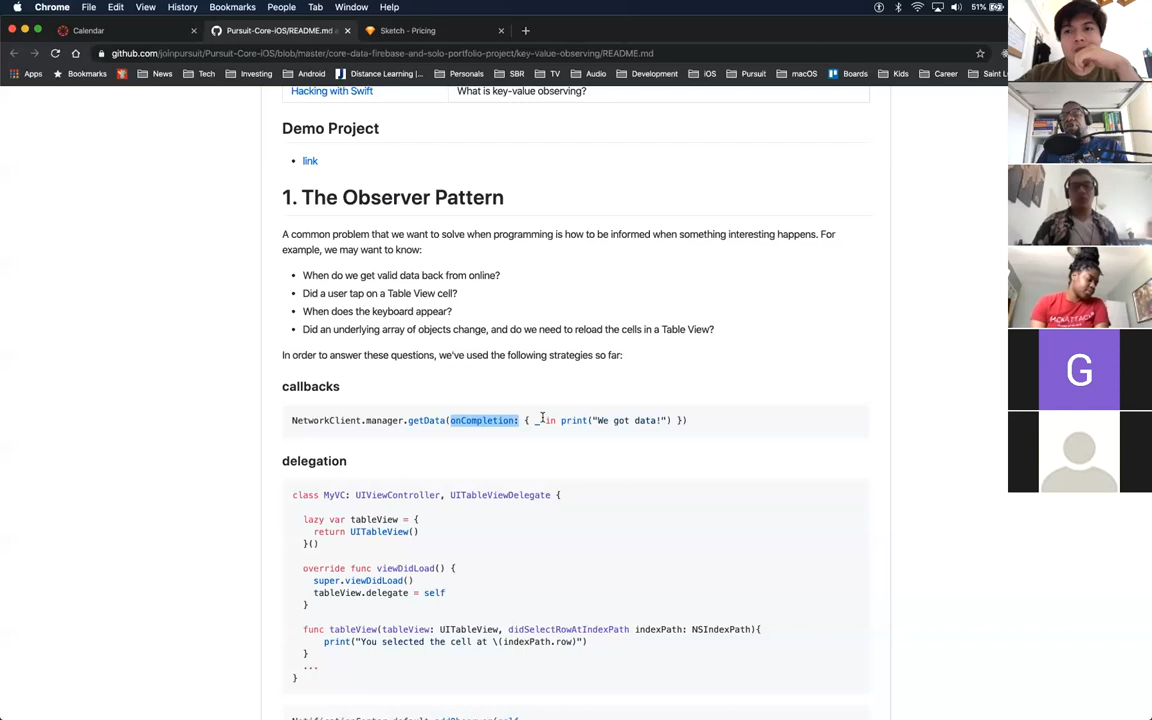 Chrome File Edit View History Bookmarks People Tab Window Help 51%
Calendar × Pursuit-Core-iOS/README.md a × Sketch - Pricing × +
github.com/joinpursuit/Pursuit-Core-iOS/blob/master/core-data-firebase-and-solo-portfolio-project/key-value-observing/README.md
Apps Bookmarks News Tech Investing Android Distance Learning |... Personals SBR TV Audio Development iOS Pursuit macOS Boards Kids Career Saint L
Hacking with Swift What is key-value observing?
Demo Project
• link
1. The Observer Pattern
A common problem that we want to solve when programming is how to be informed when something interesting happens. For
example, we may want to know:
• When do we get valid data back from online?
• Did a user tap on a Table View cell?
• When does the keyboard appear?
• Did an underlying array of objects change, and do we need to reload the cells in a Table View?
In order to answer these questions, we've used the following strategies so far:
callbacks
NetworkClient.manager.getData(onCompletion: { _ in print("We got data!") })
delegation
class MyVC: UIViewController, UITableViewDelegate {
lazy var tableView = {
return UITableView()
}()
override func viewDidLoad() {
super.viewDidLoad()
tableView.delegate = self
}
func tableView(tableView: UITableView, didSelectRowAtIndexPath indexPath: NSIndexPath){
print("You selected the cell at \(indexPath.row)")
}
...
}
NotificationCenter.default.addObserver(self,
G